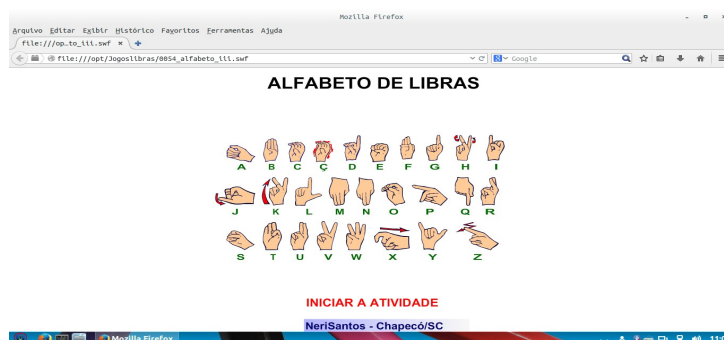 Mozilla Firefox
Arquivo Editar Exibir Histórico Favoritos Ferramentas Ajuda
file:///op…to_iii.swf
file:///opt/Jogoslibras/0054_alfabeto_iii.swf
Google
ALFABETO DE LIBRAS
A B C Ç D E F G H I
J K L M N O P Q R
S T U V W X Y Z
INICIAR A ATIVIDADE
NeriSantos - Chapecó/SC
Mozilla Firefox